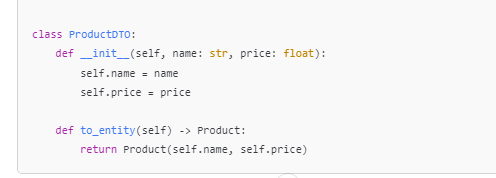 class ProductDTO:
    def __init__(self, name: str, price: float):
        self.name = name
        self.price = price

    def to_entity(self) -> Product:
        return Product(self.name, self.price)